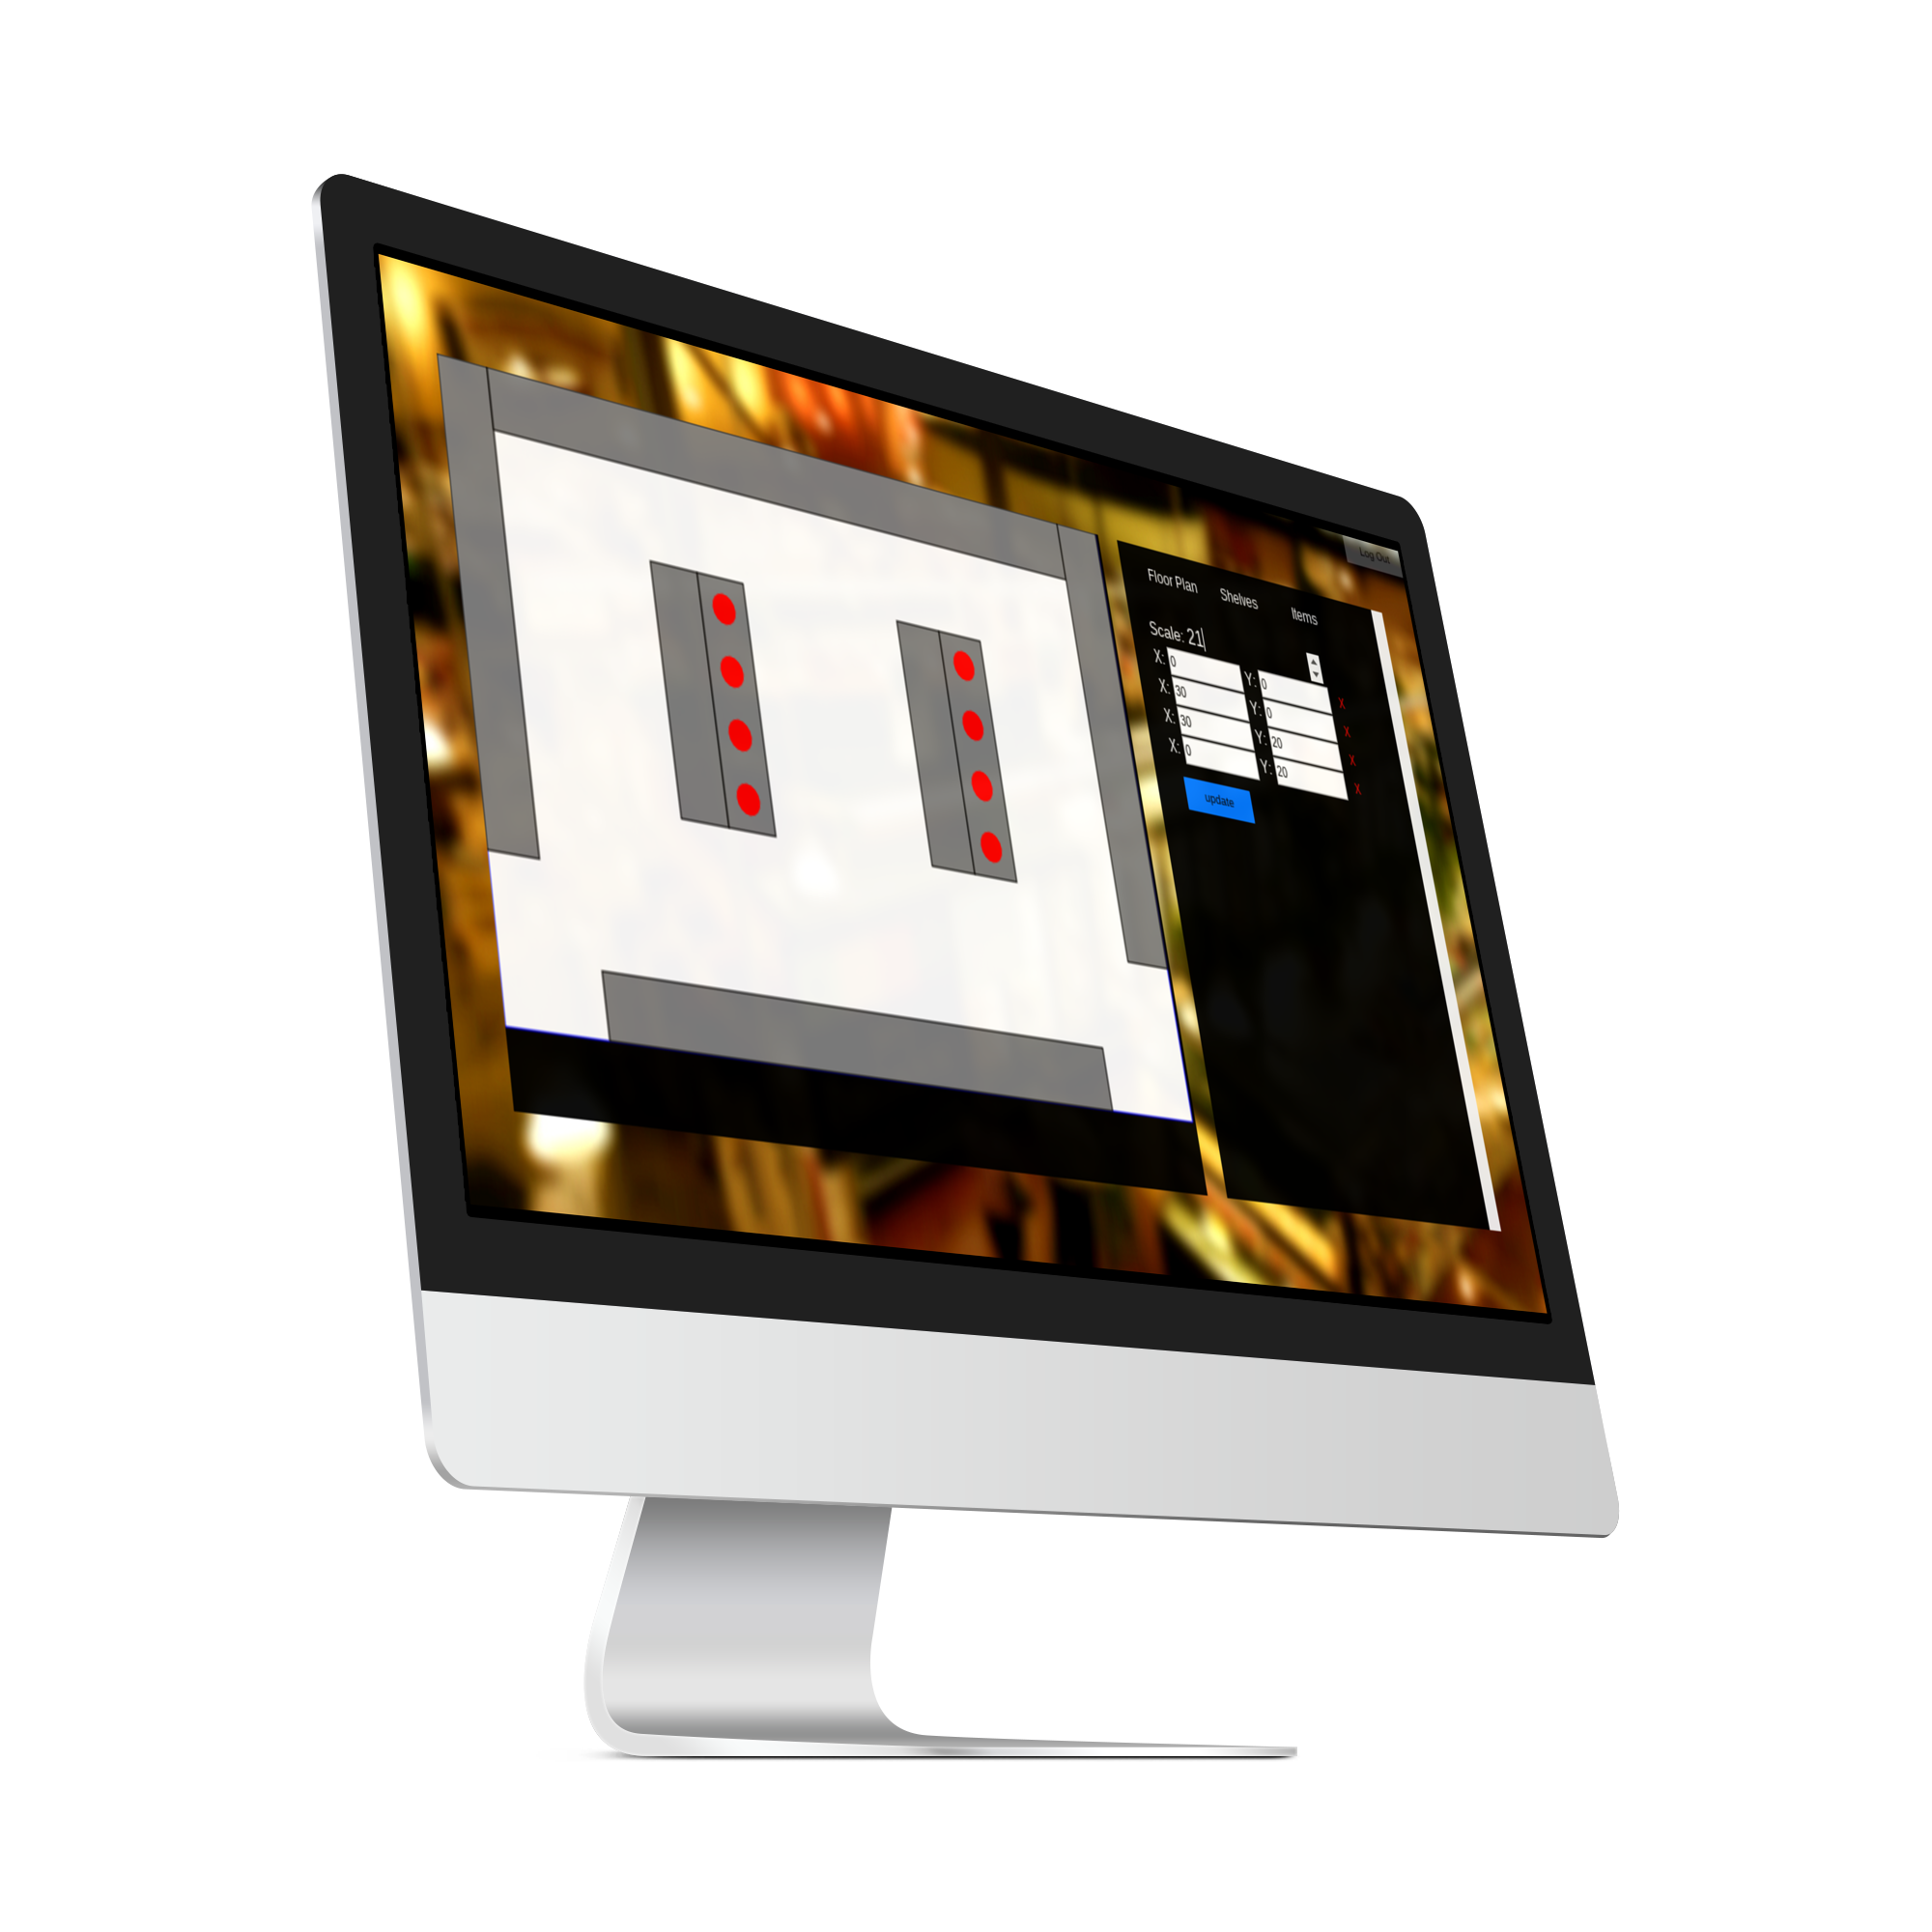 Log Out
Floor Plan Shelves Items
Scale: 21
X: 0 Y: 0 X
X: 30 Y: 0 X
X: 30 Y: 20 X
X: 0 Y: 20 X
update